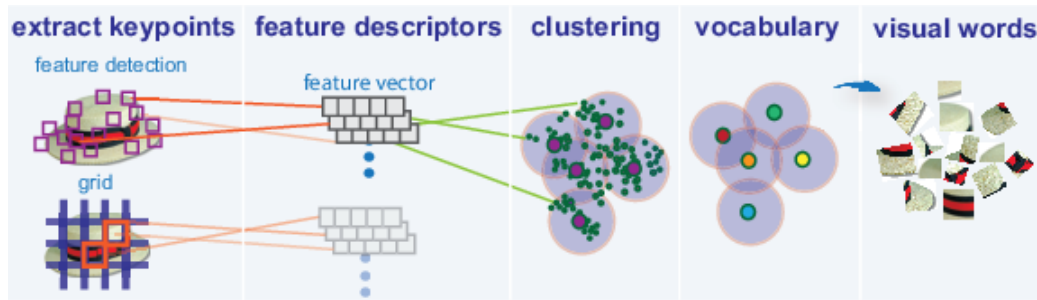 extract keypoints
feature descriptors
clustering
vocabulary
visual words
feature detection
feature vector
grid